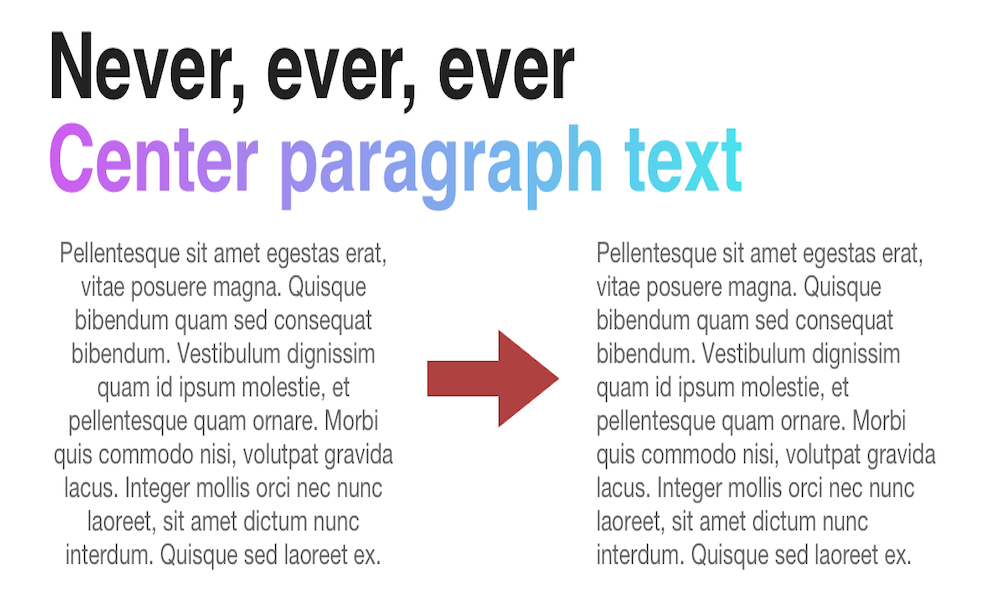 Never, ever, ever
Center paragraph text
Pellentesque sit amet egestas erat,
vitae posuere magna. Quisque
bibendum quam sed consequat
bibendum. Vestibulum dignissim
quam id ipsum molestie, et
pellentesque quam ornare. Morbi
quis commodo nisi, volutpat gravida
lacus. Integer mollis orci nec nunc
laoreet, sit amet dictum nunc
interdum. Quisque sed laoreet ex.
Pellentesque sit amet egestas erat,
vitae posuere magna. Quisque
bibendum quam sed consequat
bibendum. Vestibulum dignissim
quam id ipsum molestie, et
pellentesque quam ornare. Morbi
quis commodo nisi, volutpat gravida
lacus. Integer mollis orci nec nunc
laoreet, sit amet dictum nunc
interdum. Quisque sed laoreet ex.